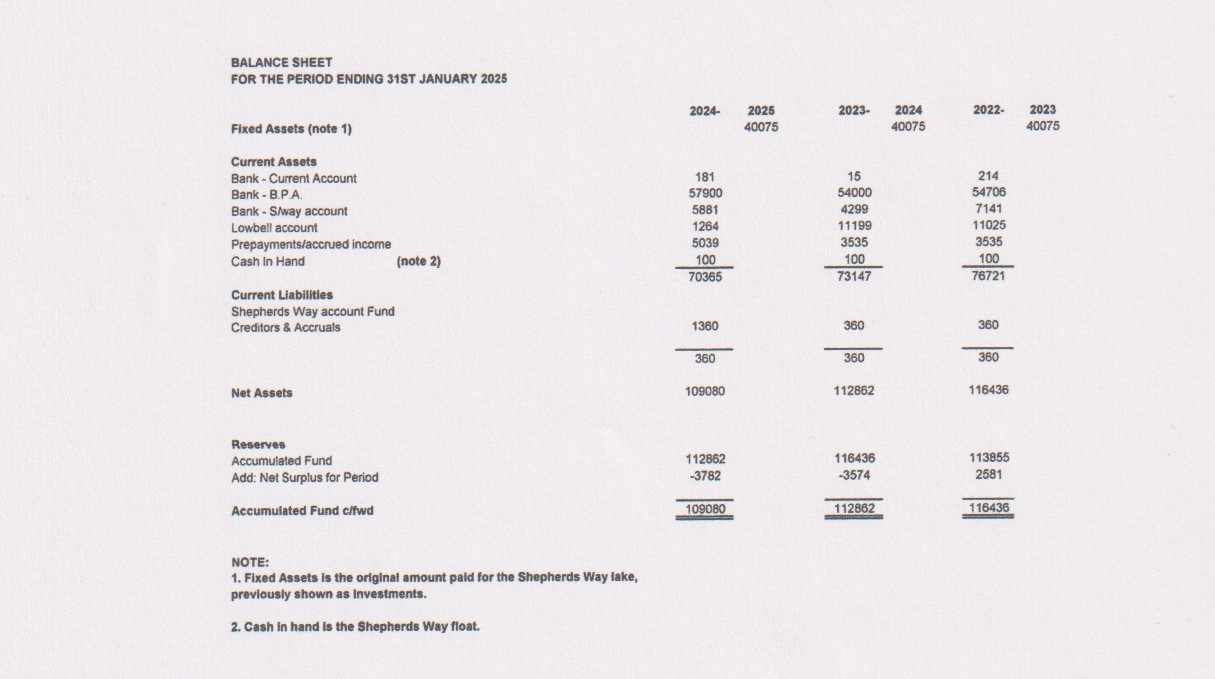 BALANCE SHEET
FOR THE PERIOD ENDING 31ST JANUARY 2025
2024- 2025 2023- 2024 2022- 2023
Fixed Assets (note 1) 40075 40075 40075
Current Assets
Bank - Current Account 181 15 214
Bank - B.P.A. 57900 54000 54706
Bank - S/way account 5881 4299 7141
Lowbell account 1264 11199 11025
Prepayments/accrued income 5039 3535 3535
Cash In Hand (note 2) 100 100 100
70365 73147 76721
Current Liabilities
Shepherds Way account Fund
Creditors & Accruals 1360 360 360
360 360 360
Net Assets 109080 112862 116436
Reserves
Accumulated Fund 112862 116436 113855
Add: Net Surplus for Period -3782 -3574 2581
Accumulated Fund c/fwd 109080 112862 116436
NOTE:
1. Fixed Assets is the original amount paid for the Shepherds Way lake,
previously shown as Investments.
2. Cash in hand is the Shepherds Way float.